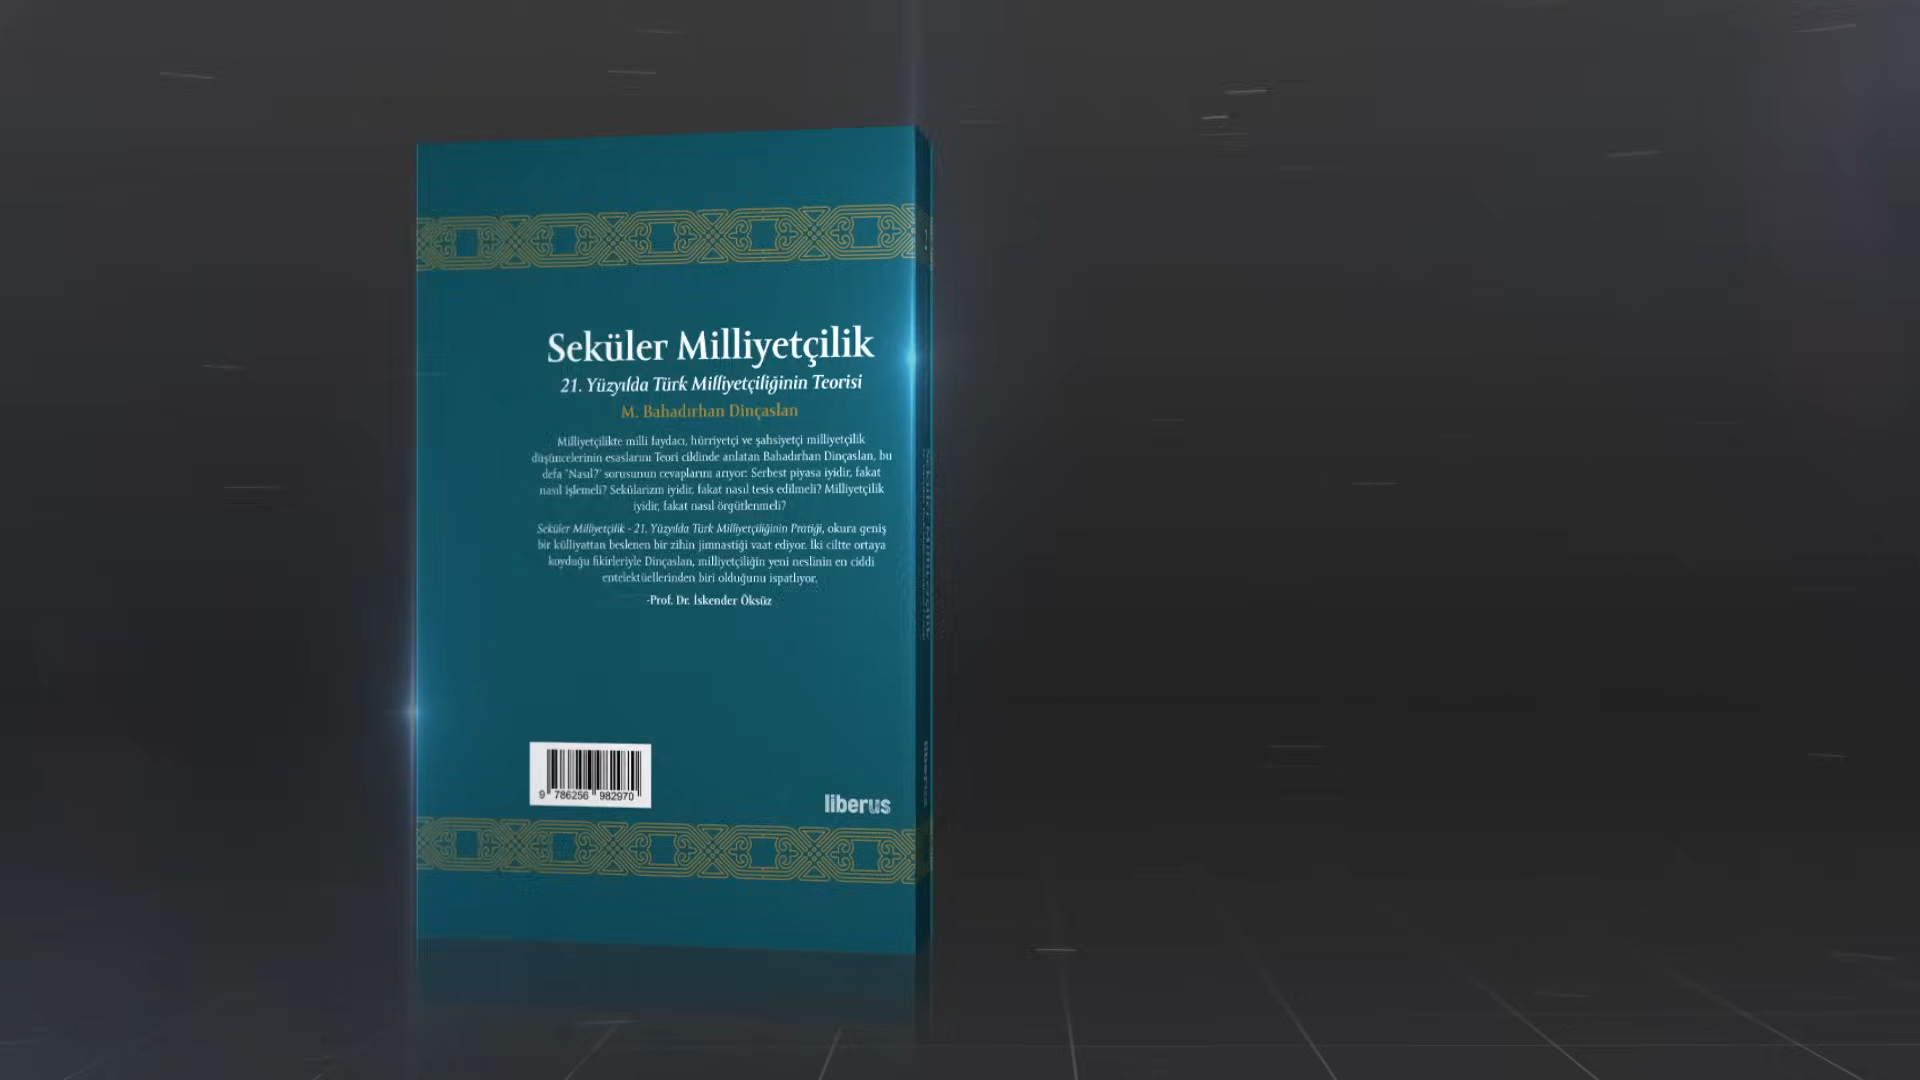 Seküler Milliyetçilik
21. Yüzyılda Türk Milliyetçiliğinin Teorisi
M. Bahadırhan Dinçaslan
Milliyetçilikte milli faydacı, hürriyetçi ve şahsiyetçi milliyetçilik
düşüncelerinin esaslarını Teori cildinde anlatan Bahadırhan Dinçaslan, bu
defa "Nasıl?" sorusunun cevaplarını arıyor: Serbest piyasa iyidir, fakat
nasıl işlemeli? Sekülarizm iyidir, fakat nasıl tesis edilmeli? Milliyetçilik
iyidir, fakat nasıl örgütlenmeli?
Seküler Milliyetçilik - 21. Yüzyılda Türk Milliyetçiliğinin Pratiği, okura geniş
bir külliyattan beslenen bir zihin jimnastiği vaat ediyor. İki ciltte ortaya
koyduğu fikirleriyle Dinçaslan, milliyetçiliğin yeni neslinin en ciddi
entelektüellerinden biri olduğunu ispatlıyor.
-Prof. Dr. İskender Öksüz
9 786256 982970
liberus